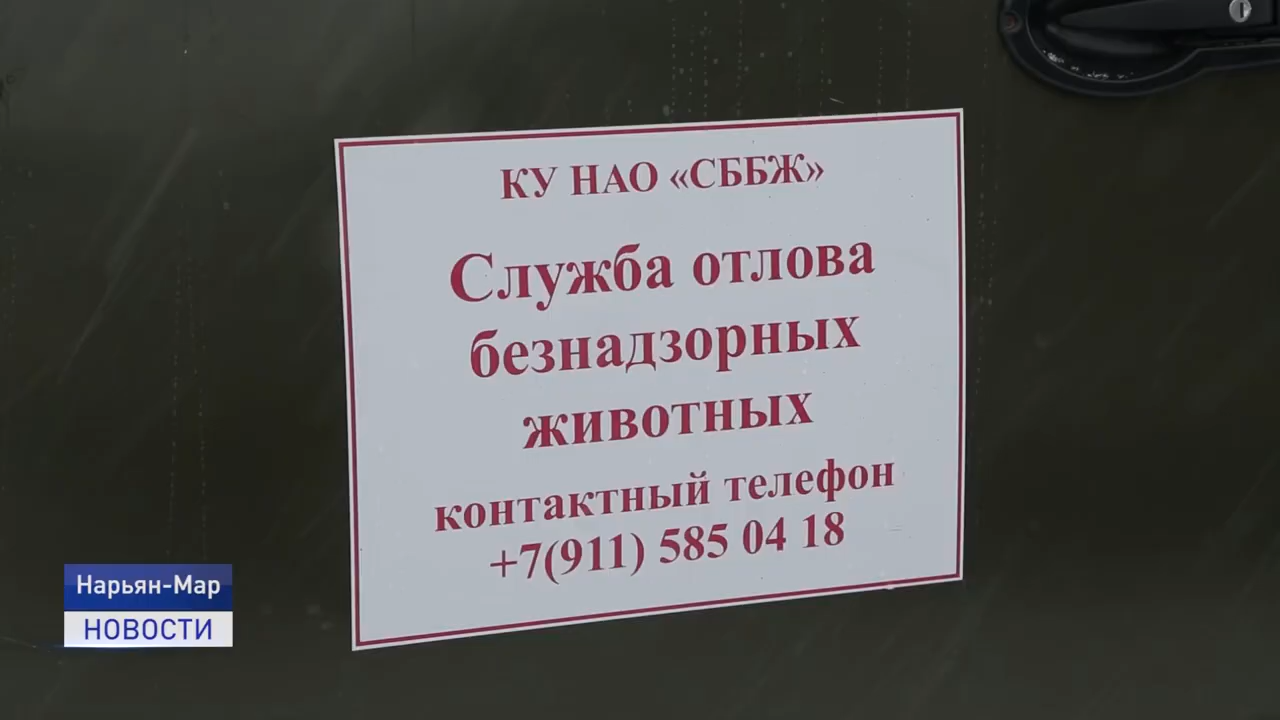 КУ НАО «СББЖ»
Служба отлова
безнадзорных
животных
контактный телефон
+7(911) 585 04 18
Нарьян-Мар
НОВОСТИ